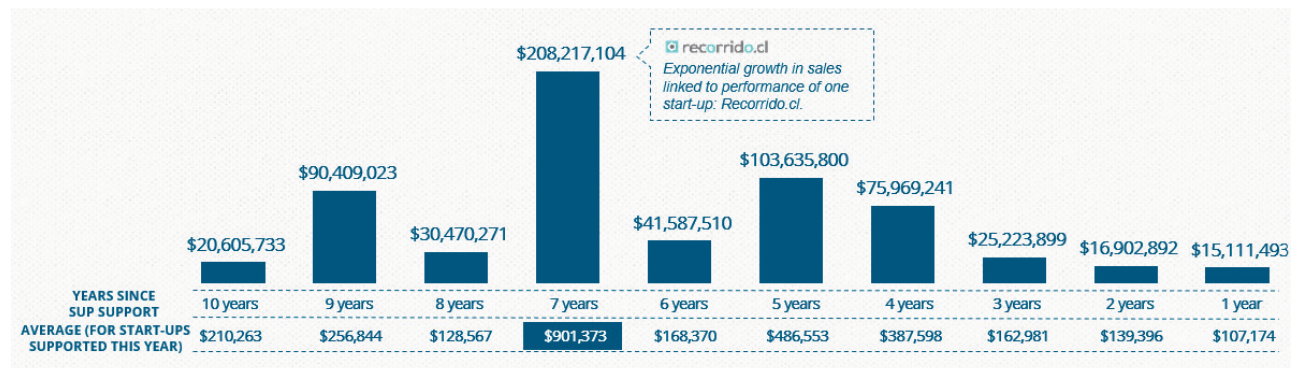 recorrido.cl
$208,217,104
Exponential growth in sales
linked to performance of one
start-up: Recorrido.cl.
$90,409,023
$103,635,800
$75,969,241
$20,605,733
$30,470,271
$41,587,510
$25,223,899
$16,902,892
$15,111,493
YEARS SINCE
SUP SUPPORT
10 years 9 years 8 years 7 years 6 years 5 years 4 years 3 years 2 years 1 year
AVERAGE (FOR START-UPS
SUPPORTED THIS YEAR)
$210,263 $256,844 $128,567 $901,373 $168,370 $486,553 $387,598 $162,981 $139,396 $107,174